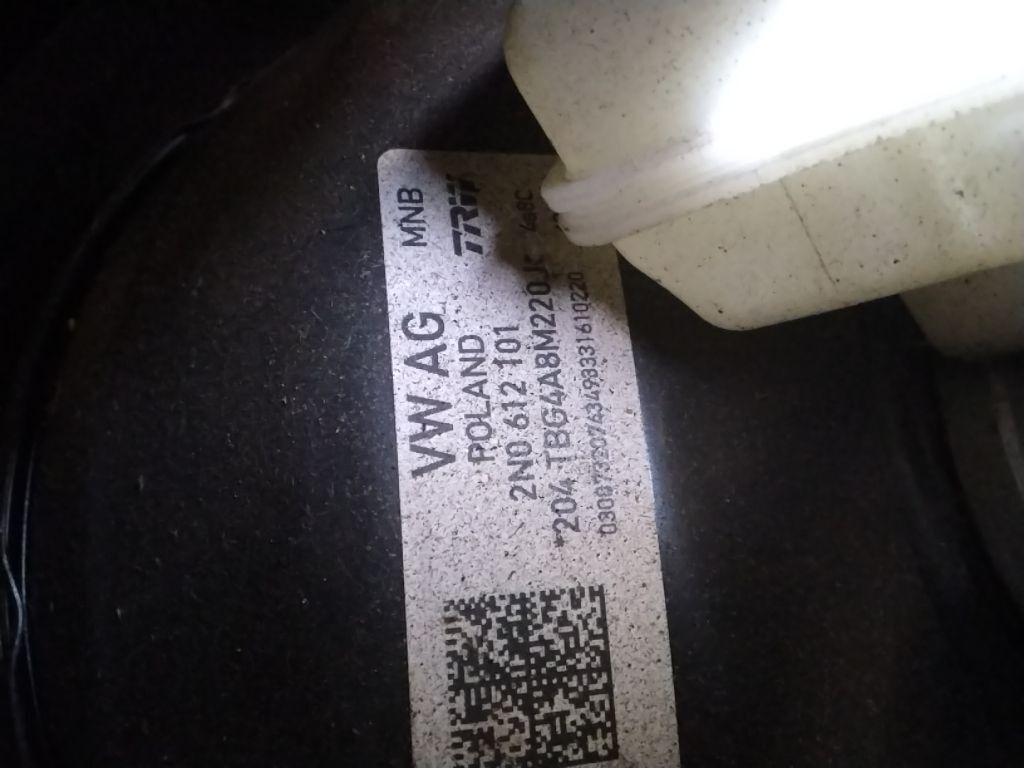 VW AG MNB
POLAND TRW
2N0 612 101
*204 TBG4A8M220J